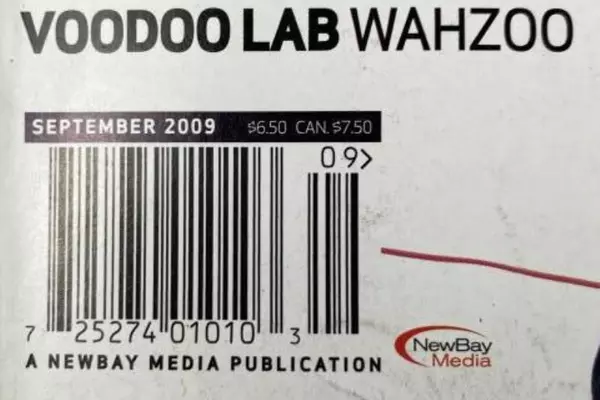 VOODOO LAB WAHZOO
SEPTEMBER 2009 $6.50 CAN. $7.50
09>
7 25274 01010 3
A NEWBAY MEDIA PUBLICATION
NewBay
Media